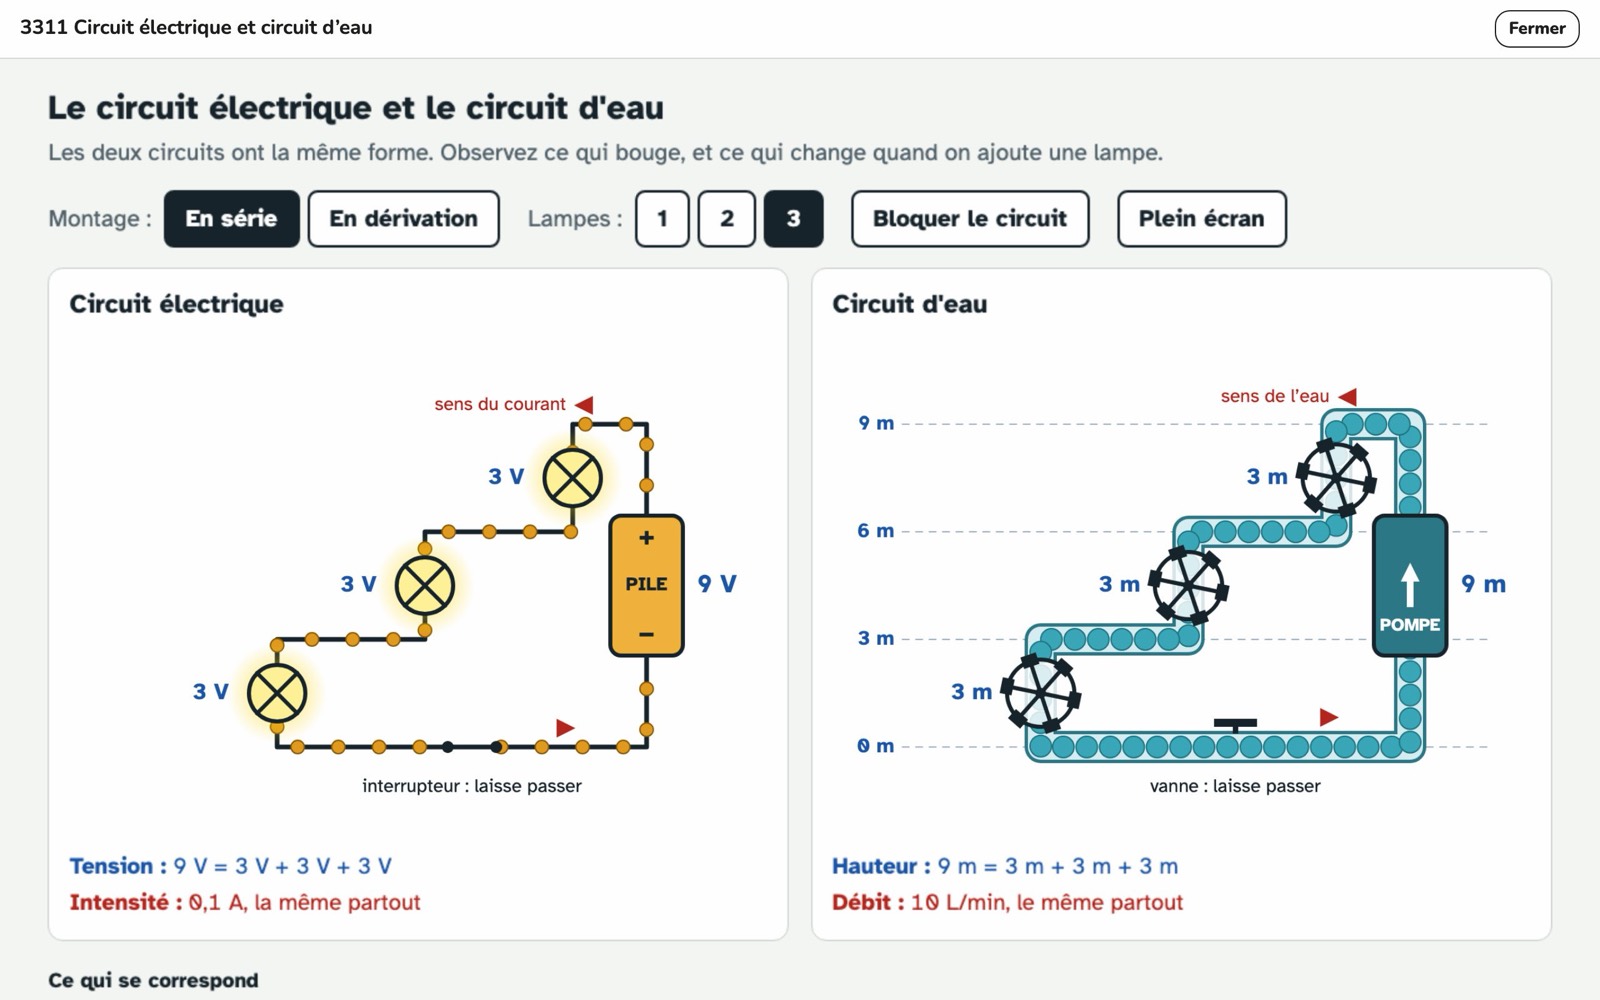 3311 Circuit électrique et circuit d’eau
Fermer
Le circuit électrique et le circuit d'eau
Les deux circuits ont la même forme. Observez ce qui bouge, et ce qui change quand on ajoute une lampe.
Montage : En série En dérivation Lampes : 1 2 3 Bloquer le circuit Plein écran
Circuit électrique
sens du courant
3 V
+
3 V
PILE
9 V
−
3 V
interrupteur : laisse passer
Tension : 9 V = 3 V + 3 V + 3 V
Intensité : 0,1 A, la même partout
Circuit d'eau
sens de l’eau
9 m
3 m
6 m
3 m
9 m
POMPE
3 m
3 m
0 m
vanne : laisse passer
Hauteur : 9 m = 3 m + 3 m + 3 m
Débit : 10 L/min, le même partout
Ce qui se correspond